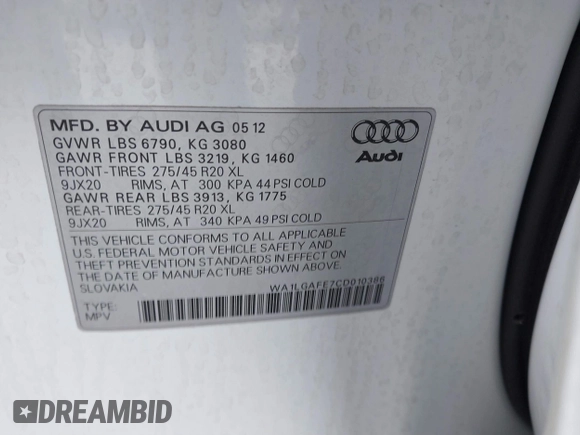 MFD. BY AUDI AG 05 12
GVWR LBS 6790, KG 3080
GAWR FRONT LBS 3219, KG 1460
FRONT-TIRES 275/45 R20 XL
9JX20 RIMS, AT 300 KPA 44 PSI COLD
GAWR REAR LBS 3913, KG 1775
REAR-TIRES 275/45 R20 XL
9JX20 RIMS, AT 340 KPA 49 PSI COLD
Audi
THIS VEHICLE CONFORMS TO ALL APPLICABLE
U.S. FEDERAL MOTOR VEHICLE SAFETY AND
THEFT PREVENTION STANDARDS IN EFFECT ON
THE DATE OF MANUFACTURE SHOWN ABOVE.
SLOVAKIA WA1LGAFE7CD010386
TYPE:
MPV
DREAMBID